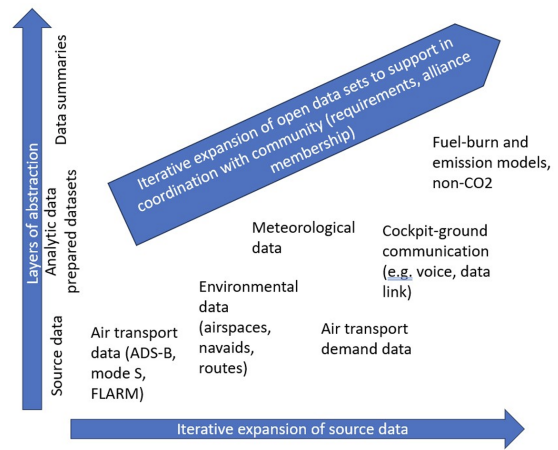 Data summaries
Layers of abstraction
Analytic data
prepared datasets
Source data
Iterative expansion of open data sets to support in
coordination with community (requirements, alliance
membership)
Fuel-burn and
emission models,
non-CO2
Meteorological
data
Cockpit-ground
communication
(e.g. voice, data
link)
Environmental
data
(airspaces,
navaids,
routes)
Air transport
demand data
Air transport
data (ADS-B,
mode S,
FLARM)
Iterative expansion of source data